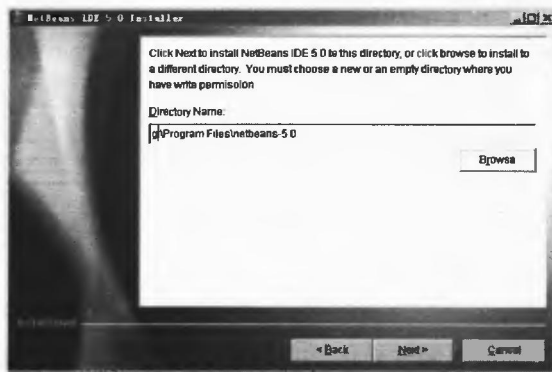 NetBeans IDE 5.0 Installer
Click Next to install NetBeans IDE 5.0 to this directory, or click browse to install to
a different directory. You must choose a new or an empty directory where you
have write permission
Directory Name:
\Program Files\netbeans-5.0
Browse
< Back
Next >
Cancel